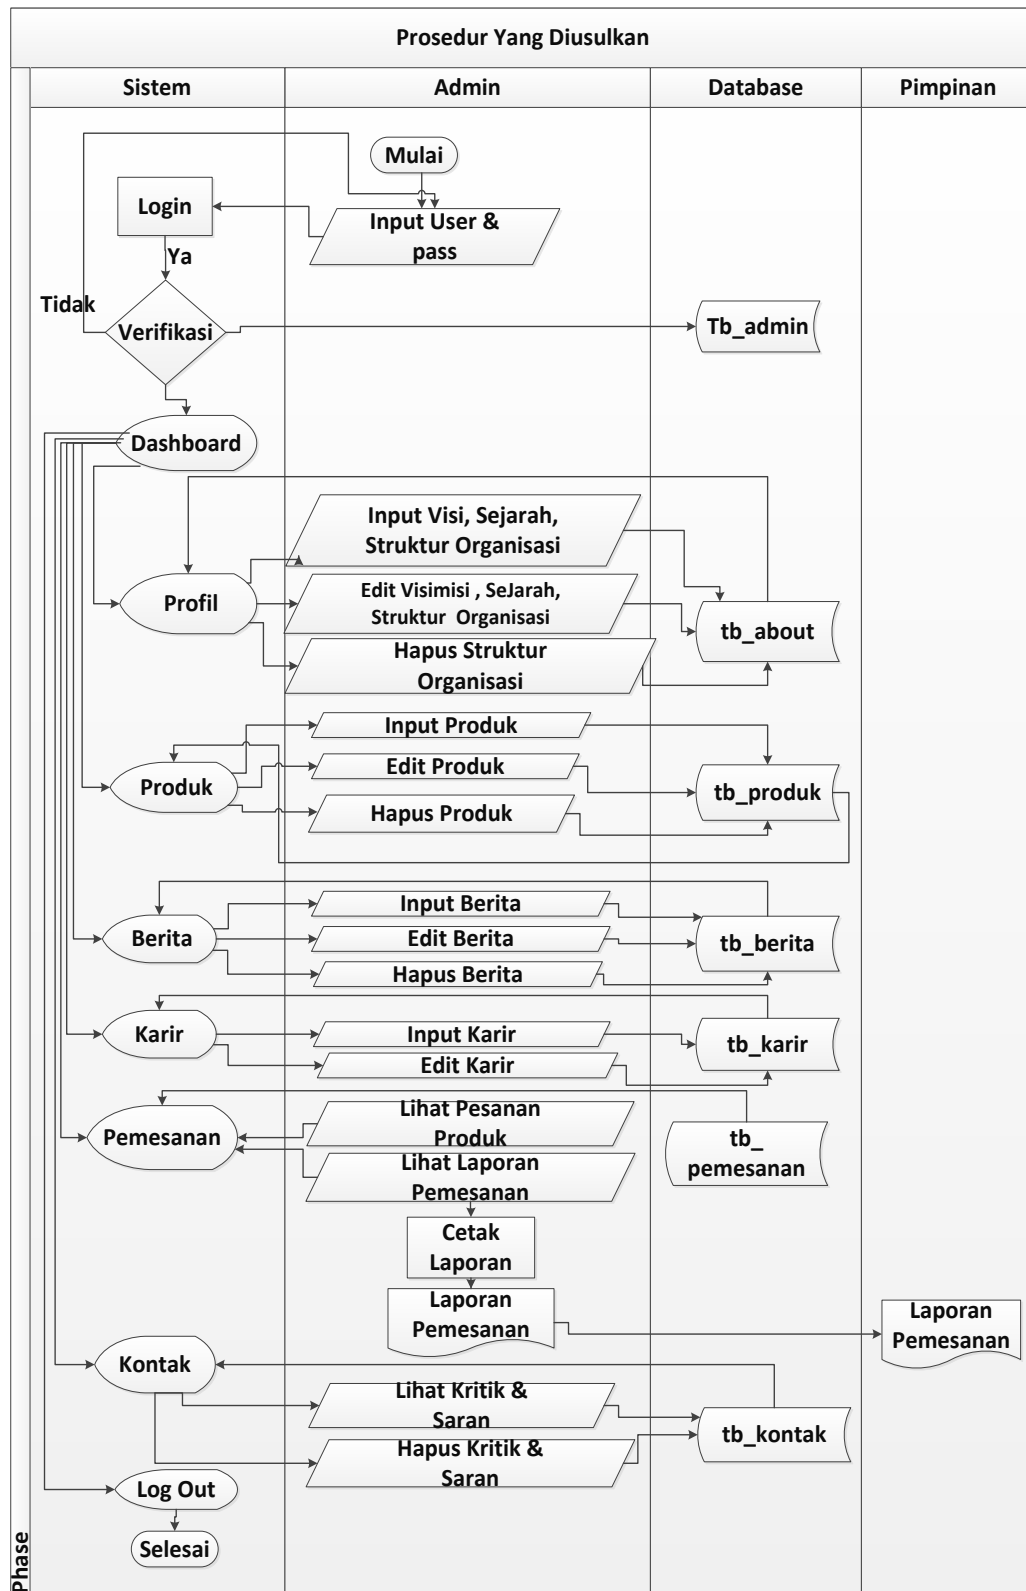 Prosedur Yang Diusulkan
Sistem
Admin
Database
Pimpinan
Mulai
Login
Input User &
pass
Ya
Tidak
Verifikasi
Tb_admin
Dashboard
Input Visi, Sejarah,
Struktur Organisasi
Profil
Edit Visimisi , SeJarah,
Struktur Organisasi
tb_about
Hapus Struktur
Organisasi
Input Produk
Produk
Edit Produk
tb_produk
Hapus Produk
Input Berita
Berita
Edit Berita
tb_berita
Hapus Berita
Karir
Input Karir
tb_karir
Edit Karir
Pemesanan
Lihat Pesanan
Produk
tb_
pemesanan
Lihat Laporan
Pemesanan
Cetak
Laporan
Laporan
Pemesanan
Laporan
Pemesanan
Kontak
Lihat Kritik &
Saran
tb_kontak
Hapus Kritik &
Saran
Log Out
Selesai
Phase